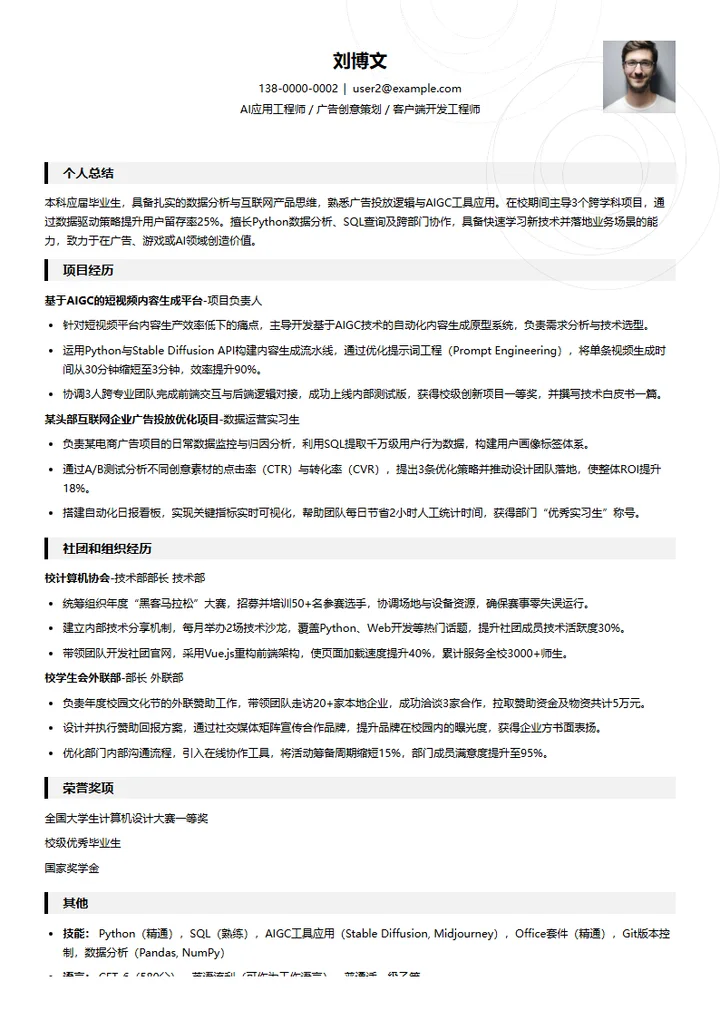 刘博文
138-0000-0002 | user2@example.com
AI应用工程师 / 广告创意策划 / 客户端开发工程师
个人总结
本科应届毕业生，具备扎实的数据分析与互联网产品思维，熟悉广告投放逻辑与AIGC工具应用。在校期间主导3个跨学科项目，通
过数据驱动策略提升用户留存率25%。擅长Python数据分析、SQL查询及跨部门协作，具备快速学习新技术并落地业务场景的能
力，致力于在广告、游戏或AI领域创造价值。
项目经历
基于AIGC的短视频内容生成平台-项目负责人
• 针对短视频平台内容生产效率低下的痛点，主导开发基于AIGC技术的自动化内容生成原型系统，负责需求分析与技术选型。
• 运用Python与Stable Diffusion API构建内容生成流水线，通过优化提示词工程（Prompt Engineering），将单条视频生成时
间从30分钟缩短至3分钟，效率提升90%。
• 协调3人跨专业团队完成前端交互与后端逻辑对接，成功上线内部测试版，获得校级创新项目一等奖，并撰写技术白皮书一篇。
某头部互联网企业广告投放优化项目-数据运营实习生
• 负责某电商广告项目的日常数据监控与归因分析，利用SQL提取千万级用户行为数据，构建用户画像标签体系。
• 通过A/B测试分析不同创意素材的点击率（CTR）与转化率（CVR），提出3条优化策略并推动设计团队落地，使整体ROI提升
18%。
• 搭建自动化日报看板，实现关键指标实时可视化，帮助团队每日节省2小时人工统计时间，获得部门“优秀实习生”称号。
社团和组织经历
校计算机协会-技术部部长 技术部
• 统筹组织年度“黑客马拉松”大赛，招募并培训50+名参赛选手，协调场地与设备资源，确保赛事零失误运行。
• 建立内部技术分享机制，每月举办2场技术沙龙，覆盖Python、Web开发等热门话题，提升社团成员技术活跃度30%。
• 带领团队开发社团官网，采用Vue.js重构前端架构，使页面加载速度提升40%，累计服务全校3000+师生。
校学生会外联部-部长 外联部
• 负责年度校园文化节的外联赞助工作，带领团队走访20+家本地企业，成功洽谈3家合作，拉取赞助资金及物资共计5万元。
• 设计并执行赞助回报方案，通过社交媒体矩阵宣传合作品牌，提升品牌在校园内的曝光度，获得企业方书面表扬。
• 优化部门内部沟通流程，引入在线协作工具，将活动筹备周期缩短15%，部门成员满意度提升至95%。
荣誉奖项
全国大学生计算机设计大赛一等奖
校级优秀毕业生
国家奖学金
其他
• 技能： Python（精通），SQL（熟练），AIGC工具应用（Stable Diffusion, Midjourney），Office套件（精通），Git版本控
制，数据分析（Pandas, NumPy）